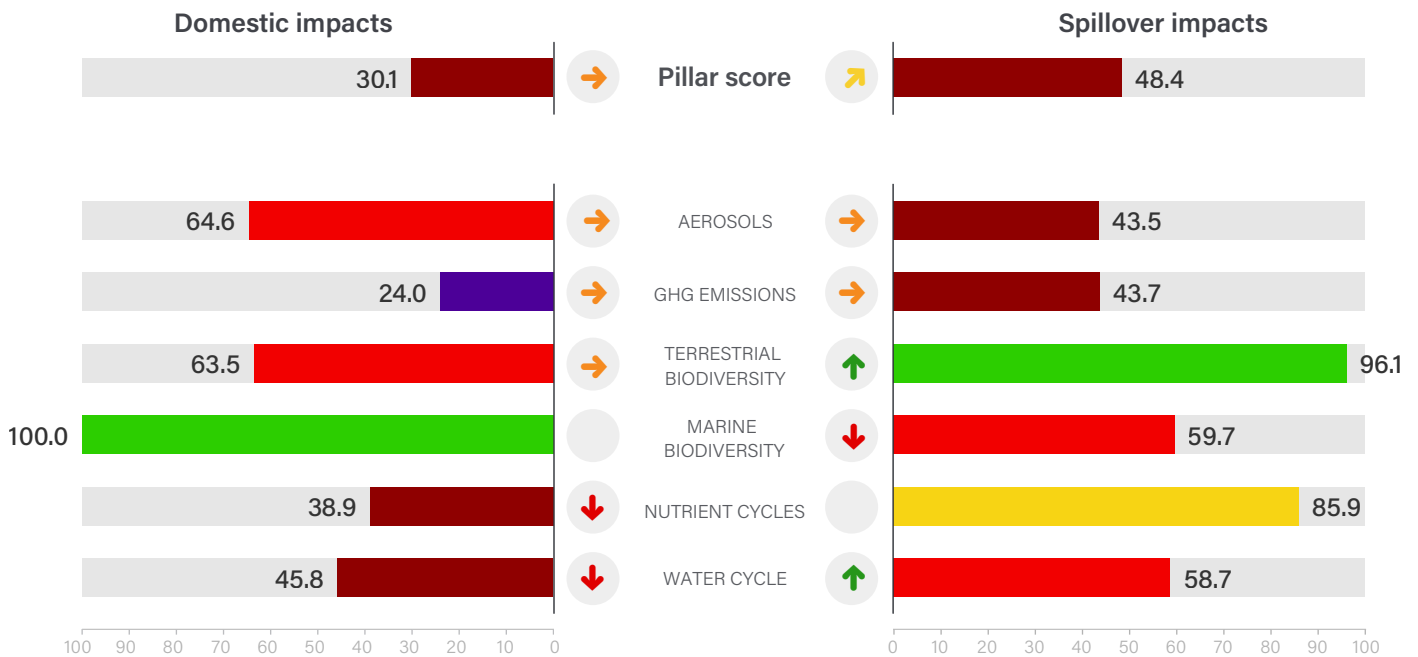 Domestic impacts
Spillover impacts
30.1
Pillar score
48.4
64.6
AEROSOLS
43.5
24.0
GHG EMISSIONS
43.7
63.5
TERRESTRIAL
BIODIVERSITY
96.1
100.0
MARINE
BIODIVERSITY
59.7
38.9
NUTRIENT CYCLES
85.9
45.8
WATER CYCLE
58.7
100 90 80 70 60 50 40 30 20 10 0
0 10 20 30 40 50 60 70 80 90 100